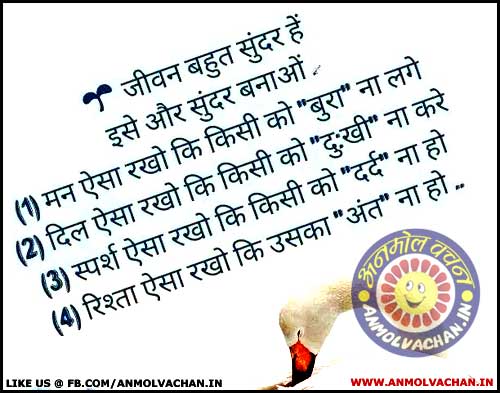 जीवन बहुत सुंदर हें
इसे और सुंदर बनाओं .
(1) मन ऐसा रखो कि किसी को "बुरा" ना लगे
(2) दिल ऐसा रखो कि किसी को "दुःखी" ना करे
(3) स्पर्श ऐसा रखो कि किसी को "दर्द" ना हो
(4) रिश्ता ऐसा रखो कि उसका "अंत" ना हो ..
अनमोल वचन
ANMOLVACHAN.IN
LIKE US @ FB.COM/ANMOLVACHAN.IN
WWW.ANMOLVACHAN.IN